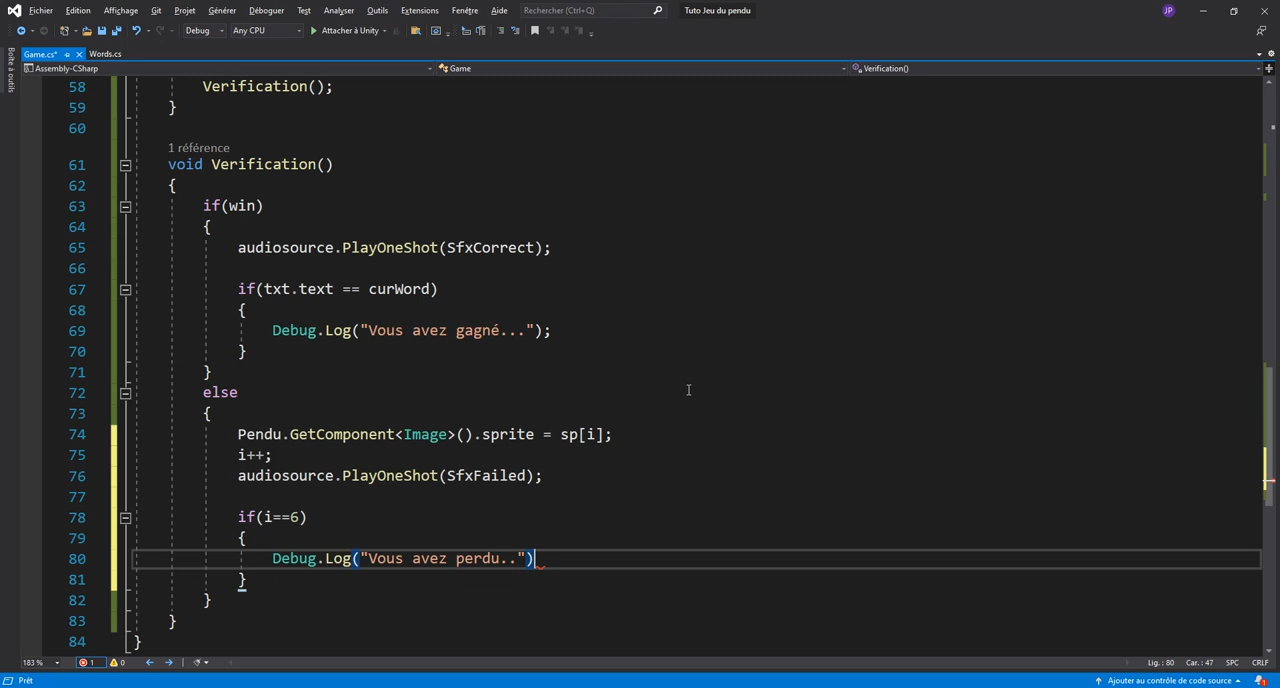 Fichier Edition Affichage Git Projet Générer Déboguer Test Analyser Outils Extensions Fenêtre Aide Rechercher (Ctrl+Q) Tuto Jeu du pendu JP
Debug Any CPU Attacher à Unity
Boîte à outils
Game.cs* Words.cs
Assembly-CSharp Game Verification()
58 Verification();
59 }
60
1 référence
61 void Verification()
62 {
63 if(win)
64 {
65 audiosource.PlayOneShot(SfxCorrect);
66
67 if(txt.text == curWord)
68 {
69 Debug.Log("Vous avez gagné...");
70 }
71 }
72 else
73 {
74 Pendu.GetComponent<Image>().sprite = sp[i];
75 i++;
76 audiosource.PlayOneShot(SfxFailed);
77
78 if(i==6)
79 {
80 Debug.Log("Vous avez perdu..")
81 }
82 }
83 }
84 }
183 % 1 0 Lig. : 80 Car. : 47 SPC CRLF
Prêt Ajouter au contrôle de code source 1